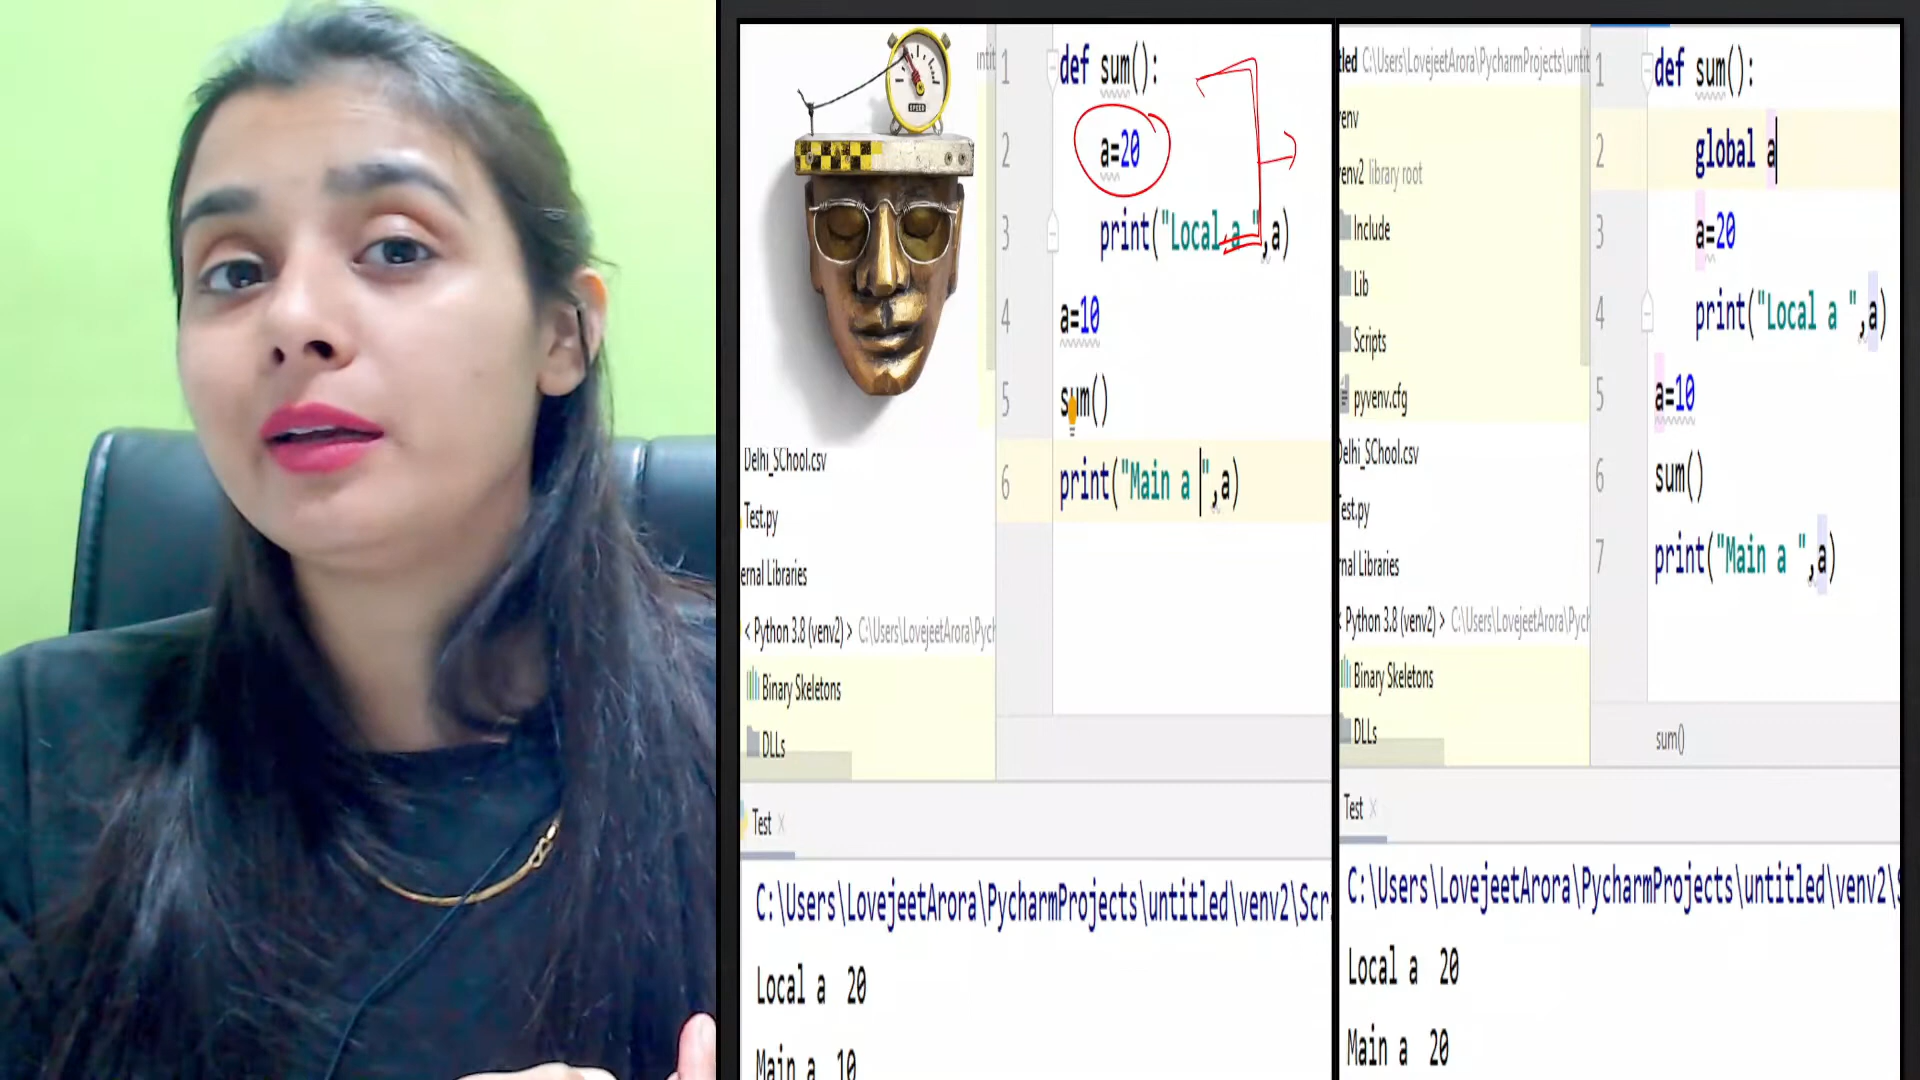 1 def sum():
2 a=20
3 print("Local a ",a)
4 a=10
5 sum()
6 print("Main a ",a)
Delhi_SChool.csv
Test.py
ernal Libraries
< Python 3.8 (venv2) > C:\Users\LovejeetArora\Pych
Binary Skeletons
DLLs
Test
C:\Users\LovejeetArora\PycharmProjects\untitled\venv2\Scr
Local a 20
Main a 10
tled C:\Users\LovejeetArora\PycharmProjects\untit
venv
venv2 library root
Include
Lib
Scripts
pyvenv.cfg
Delhi_SChool.csv
est.py
rnal Libraries
< Python 3.8 (venv2) > C:\Users\LovejeetArora\Pych
Binary Skeletons
DLLs
1 def sum():
2 global a
3 a=20
4 print("Local a ",a)
5 a=10
6 sum()
7 print("Main a ",a)
sum()
Test
C:\Users\LovejeetArora\PycharmProjects\untitled\venv2\S
Local a 20
Main a 20